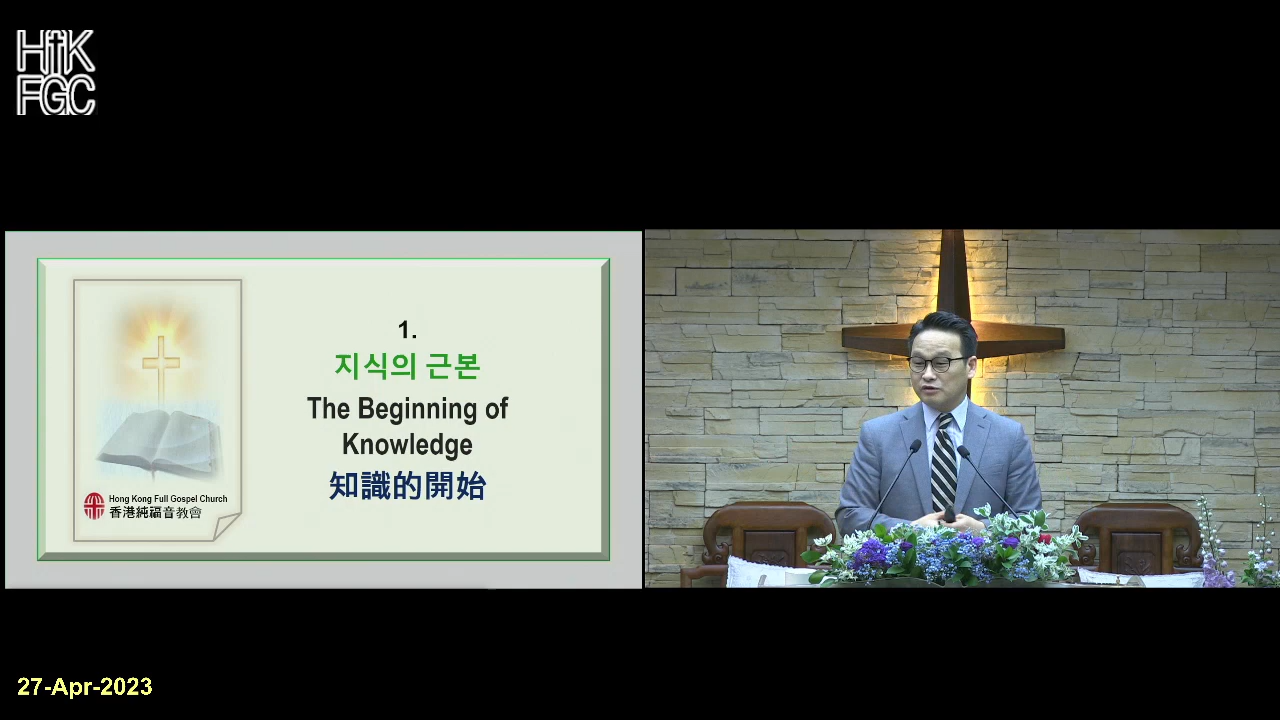 HfK
FGC
1.
지식의 근본
The Beginning of
Knowledge
知識的開始
Hong Kong Full Gospel Church
香港純福音教會
27-Apr-2023